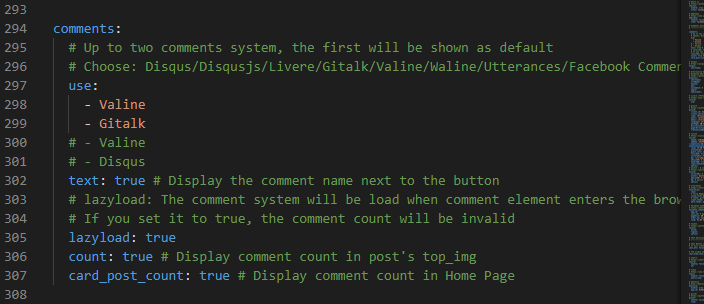 293
294 comments:
295 # Up to two comments system, the first will be shown as default
296 # Choose: Disqus/Disqusjs/Livere/Gitalk/Valine/Waline/Utterances/Facebook Commen
297 use:
298 - Valine
299 - Gitalk
300 # - Valine
301 # - Disqus
302 text: true # Display the comment name next to the button
303 # lazyload: The comment system will be load when comment element enters the brow
304 # If you set it to true, the comment count will be invalid
305 lazyload: true
306 count: true # Display comment count in post's top_img
307 card_post_count: true # Display comment count in Home Page
308